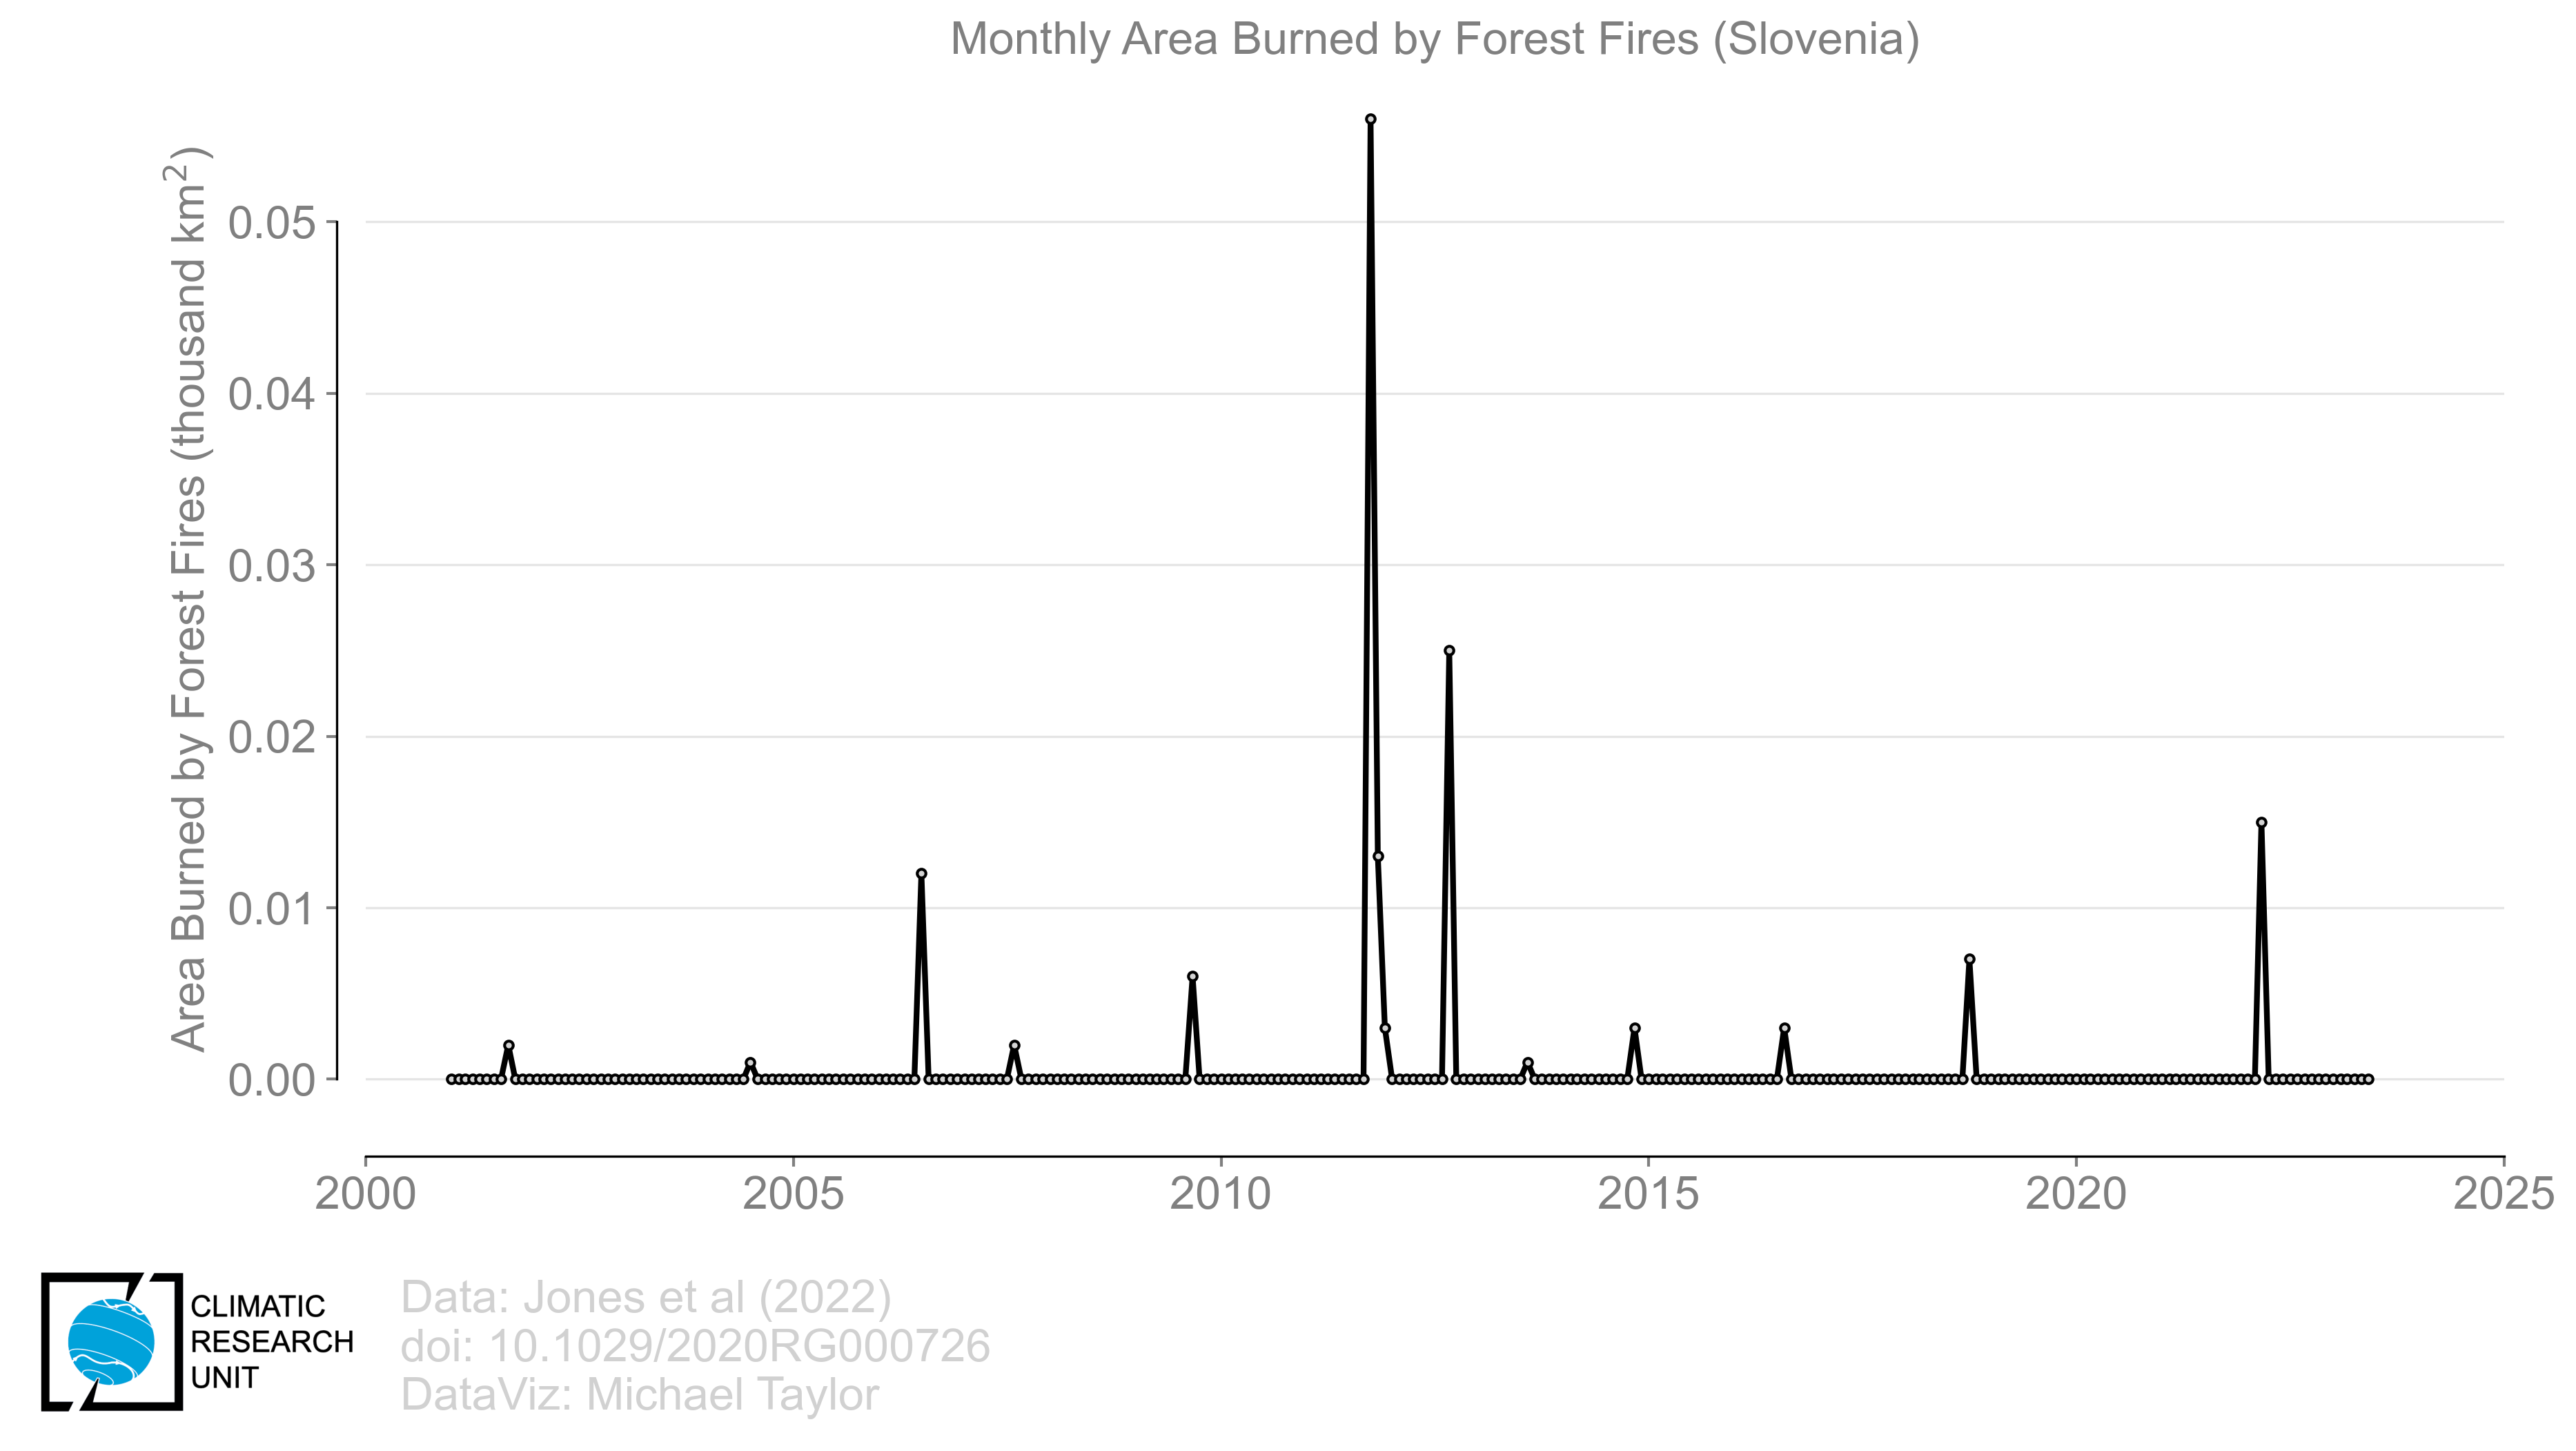 Monthly Area Burned by Forest Fires (Slovenia)
Area Burned by Forest Fires (thousand km²)
0.05
0.04
0.03
0.02
0.01
0.00
2000
2005
2010
2015
2020
2025
CLIMATIC
RESEARCH
UNIT
Data: Jones et al (2022)
doi: 10.1029/2020RG000726
DataViz: Michael Taylor